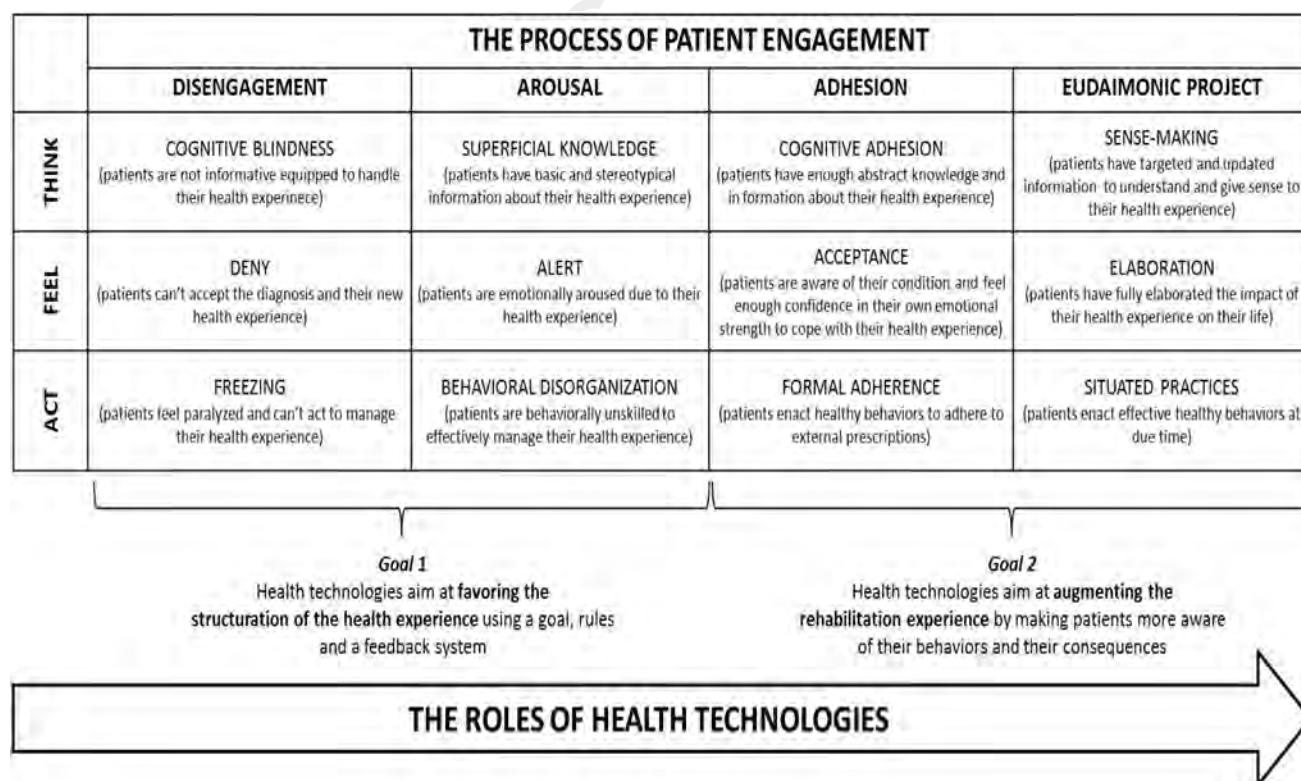 THE PROCESS OF PATIENT ENGAGEMENT
DISENGAGEMENT
AROUSAL
ADHESION
EUDAIMONIC PROJECT
THINK
COGNITIVE BLINDNESS
(patients are not informative equipped to handle
their health experinece)
SUPERFICIAL KNOWLEDGE
(patients have basic and stereotypical
information about their health experience)
COGNITIVE ADHESION
(patients have enough abstract knowledge and
in formation about their health experience)
SENSE-MAKING
(patients have targeted and updated
information to understand and give sense to
their health experience)
FEEL
DENY
(patients can't accept the diagnosis and their new
health experience)
ALERT
(patients are emotionally aroused due to their
health experience)
ACCEPTANCE
(patients are aware of their condition and feel
enough confidence in their own emotional
strength to cope with their health experience)
ELABORATION
(patients have fully elaborated the impact of
their health experience on their life)
ACT
FREEZING
(patients feel paralyzed and can't act to manage
their health experience)
BEHAVIORAL DISORGANIZATION
(patients are behaviorally unskilled to
effectively manage their health experience)
FORMAL ADHERENCE
(patients enact healthy behaviors to adhere to
external prescriptions)
SITUATED PRACTICES
(patients enact effective healthy behaviors at
due time)
Goal 1
Health technologies aim at favoring the
structuration of the health experience using a goal, rules
and a feedback system
Goal 2
Health technologies aim at augmenting the
rehabilitation experience by making patients more aware
of their behaviors and their consequences
THE ROLES OF HEALTH TECHNOLOGIES